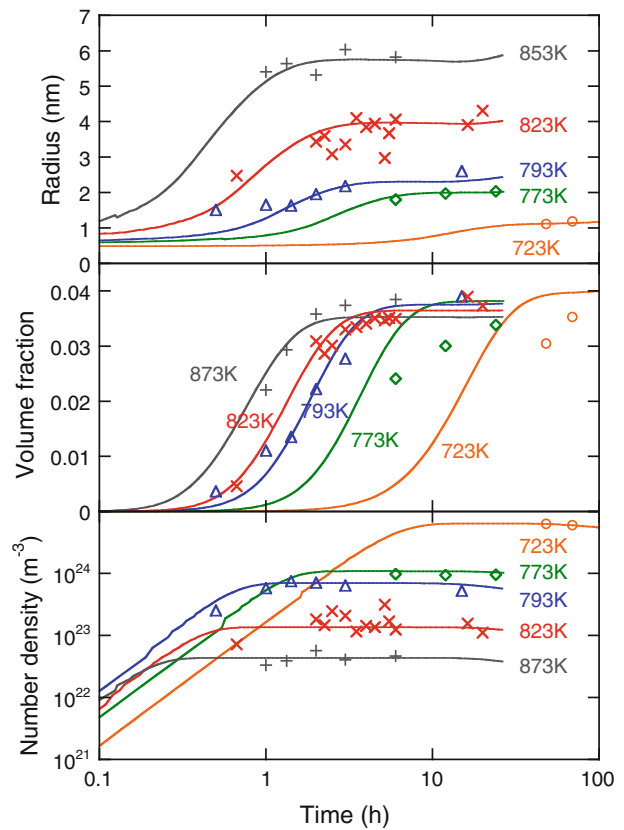 7
6
5
4
3
2
1
0
Radius (nm)
853K
823K
793K
773K
723K
0.04
0.03
0.02
0.01
0
Volume fraction
873K
823K
793K
773K
723K
10²⁴
10²³
10²²
10²¹
Number density (m⁻³)
723K
773K
793K
823K
873K
0.1
1
10
100
Time (h)